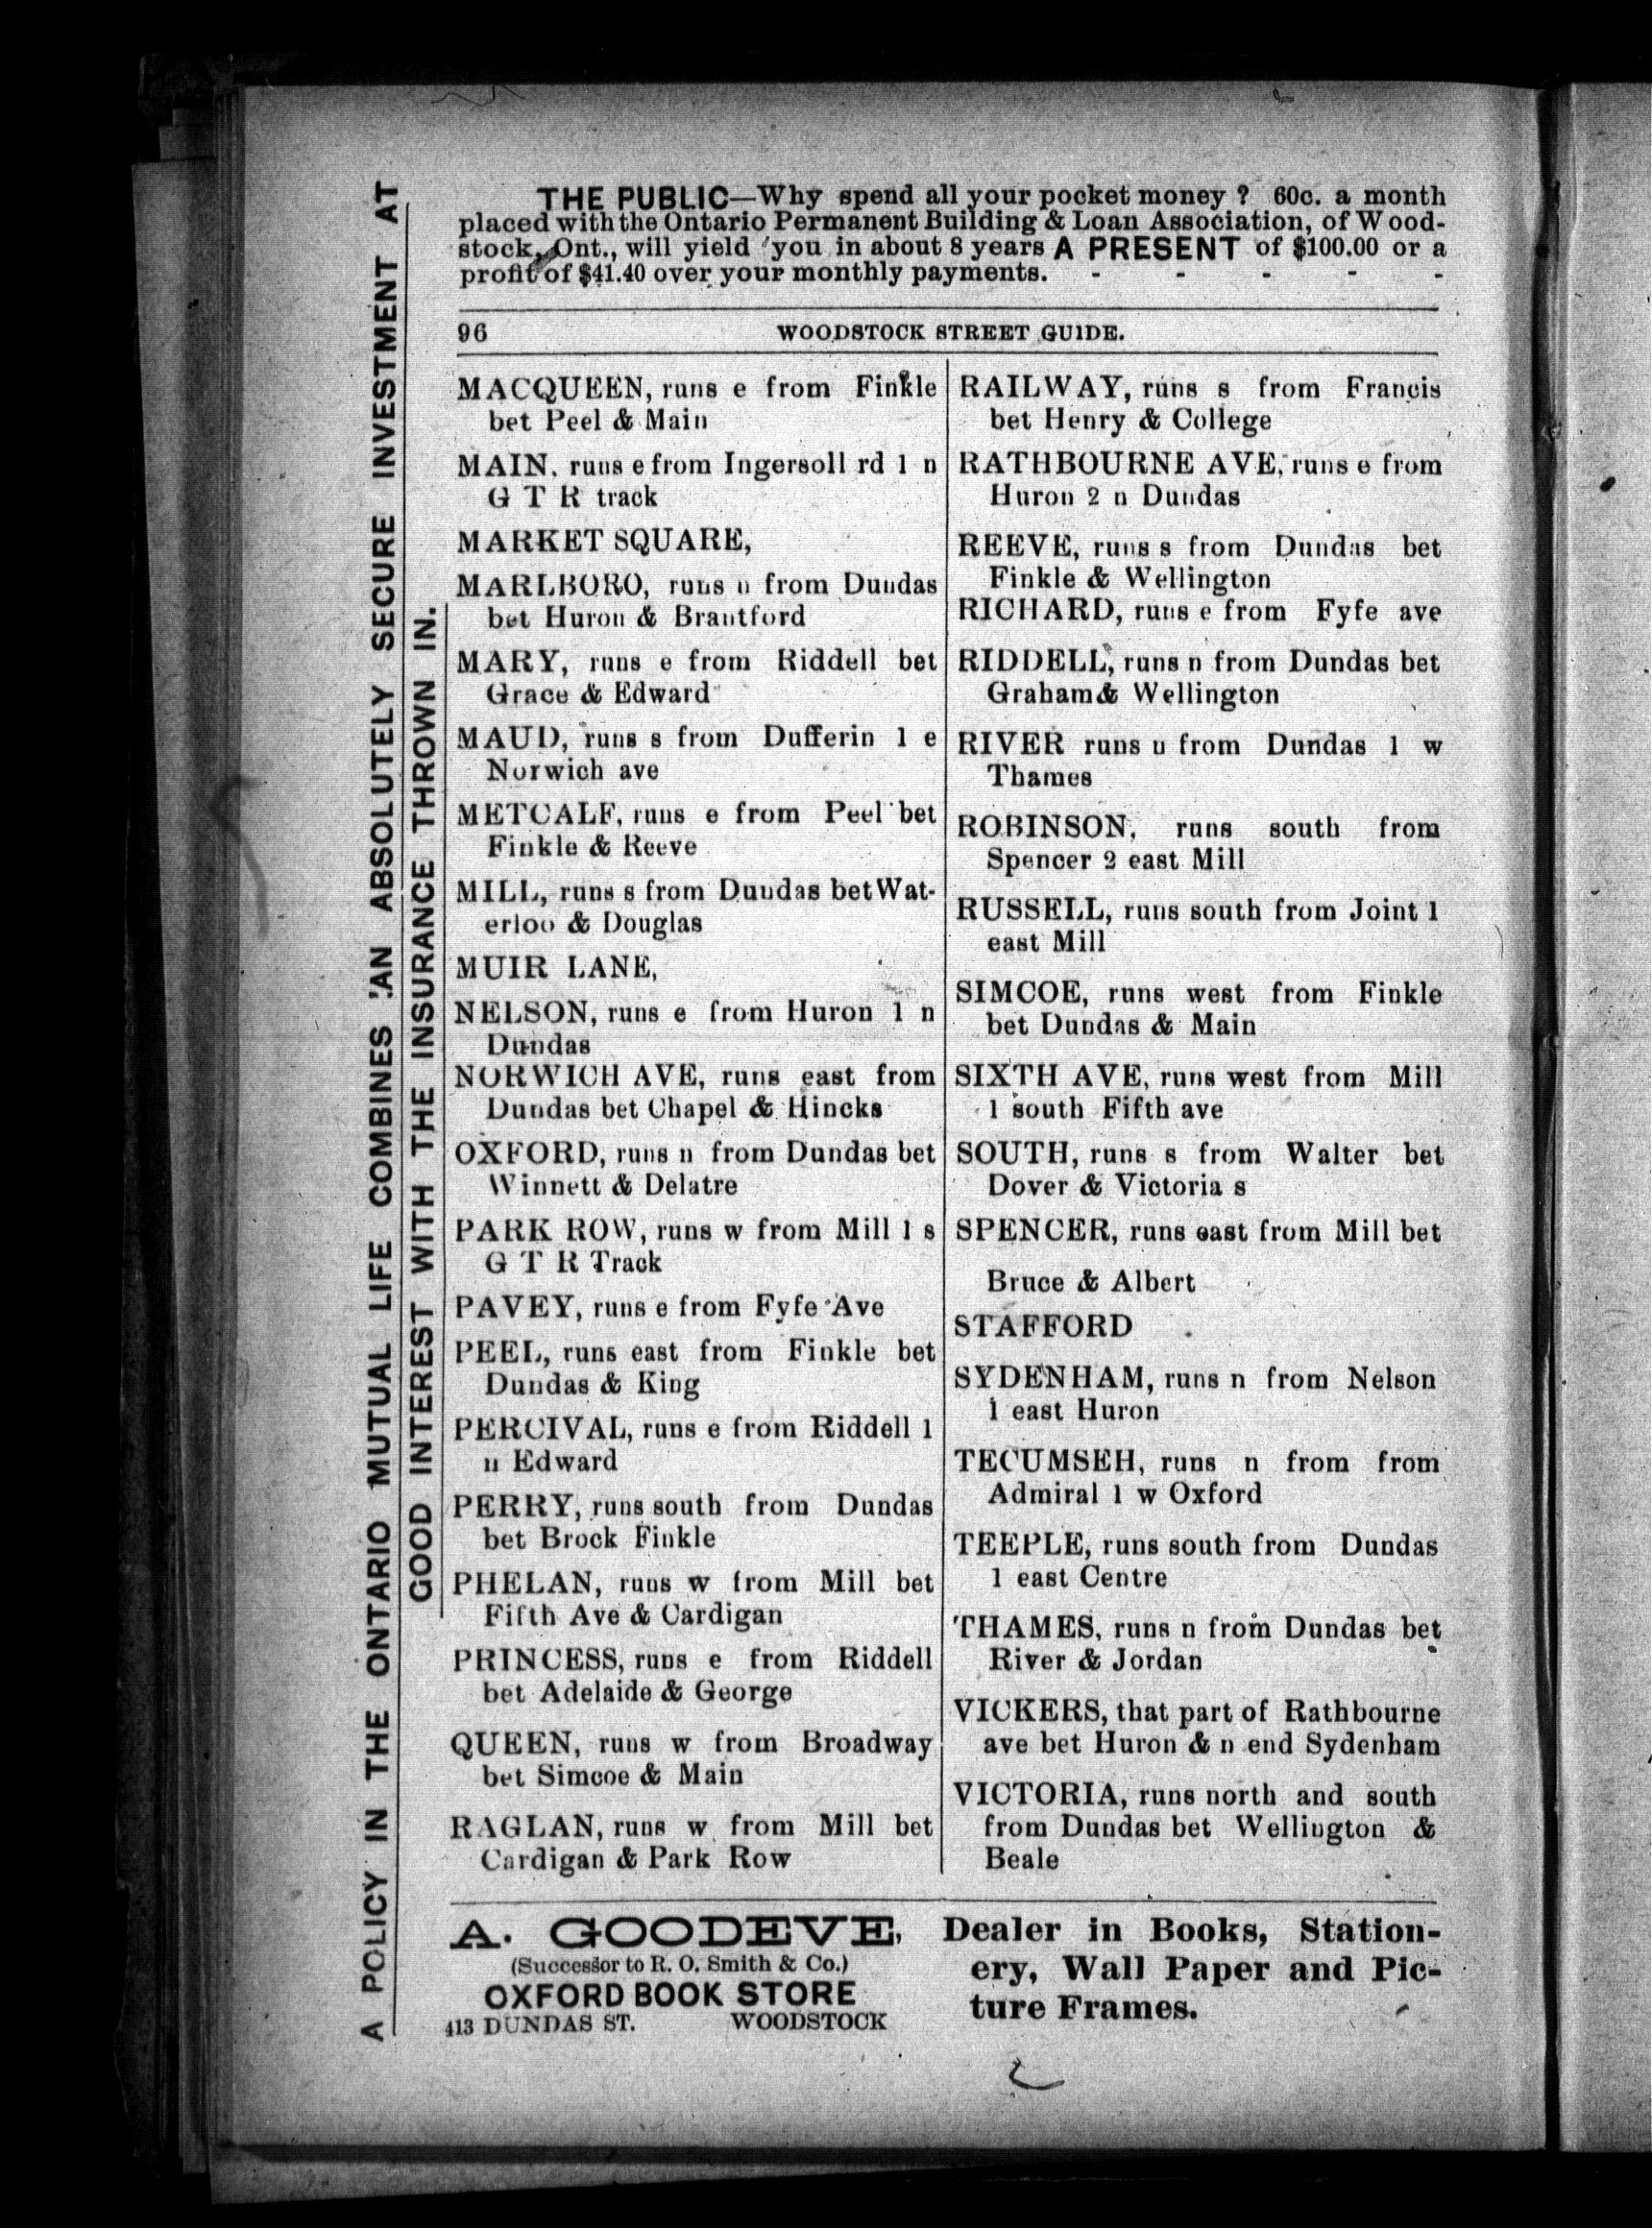 THE PUBLIC—Why spend all your pocket money ? 60c. a month
placed with the Ontario Permanent Building & Loan Association, of Wood-
stock, Ont., will yield you in about 8 years A PRESENT of $100.00 or a
profit of $41.40 over your monthly payments. - - - - -
96 WOODSTOCK STREET GUIDE.
MACQUEEN, runs e from Finkle
bet Peel & Main
MAIN, runs e from Ingersoll rd 1 n
G T R track
MARKET SQUARE,
MARLBORO, runs n from Dundas
bet Huron & Brantford
MARY, runs e from Riddell bet
Grace & Edward
MAUD, runs s from Dufferin 1 e
Norwich ave
METCALF, runs e from Peel bet
Finkle & Reeve
MILL, runs s from Dundas bet Wat-
erloo & Douglas
MUIR LANE,
NELSON, runs e from Huron 1 n
Dundas
NORWICH AVE, runs east from
Dundas bet Chapel & Hincks
OXFORD, runs n from Dundas bet
Winnett & Delatre
PARK ROW, runs w from Mill 1 s
G T R Track
PAVEY, runs e from Fyfe Ave
PEEL, runs east from Finkle bet
Dundas & King
PERCIVAL, runs e from Riddell 1
n Edward
PERRY, runs south from Dundas
bet Brock Finkle
PHELAN, runs w from Mill bet
Fifth Ave & Cardigan
PRINCESS, runs e from Riddell
bet Adelaide & George
QUEEN, runs w from Broadway
bet Simcoe & Main
RAGLAN, runs w from Mill bet
Cardigan & Park Row
RAILWAY, runs s from Francis
bet Henry & College
RATHBOURNE AVE, runs e from
Huron 2 n Dundas
REEVE, runs s from Dundas bet
Finkle & Wellington
RICHARD, runs e from Fyfe ave
RIDDELL, runs n from Dundas bet
Graham & Wellington
RIVER runs n from Dundas 1 w
Thames
ROBINSON, runs south from
Spencer 2 east Mill
RUSSELL, runs south from Joint 1
east Mill
SIMCOE, runs west from Finkle
bet Dundas & Main
SIXTH AVE, runs west from Mill
1 south Fifth ave
SOUTH, runs s from Walter bet
Dover & Victoria s
SPENCER, runs east from Mill bet
Bruce & Albert
STAFFORD
SYDENHAM, runs n from Nelson
1 east Huron
TECUMSEH, runs n from from
Admiral 1 w Oxford
TEEPLE, runs south from Dundas
1 east Centre
THAMES, runs n from Dundas bet
River & Jordan
VICKERS, that part of Rathbourne
ave bet Huron & n end Sydenham
VICTORIA, runs north and south
from Dundas bet Wellington &
Beale
A POLICY IN THE ONTARIO MUTUAL LIFE COMBINES AN ABSOLUTELY SECURE INVESTMENT AT
GOOD INTEREST WITH THE INSURANCE THROWN IN.
A. GOODEVE,
(Successor to R. O. Smith & Co.)
OXFORD BOOK STORE
413 DUNDAS ST. WOODSTOCK
Dealer in Books, Station-
ery, Wall Paper and Pic-
ture Frames.